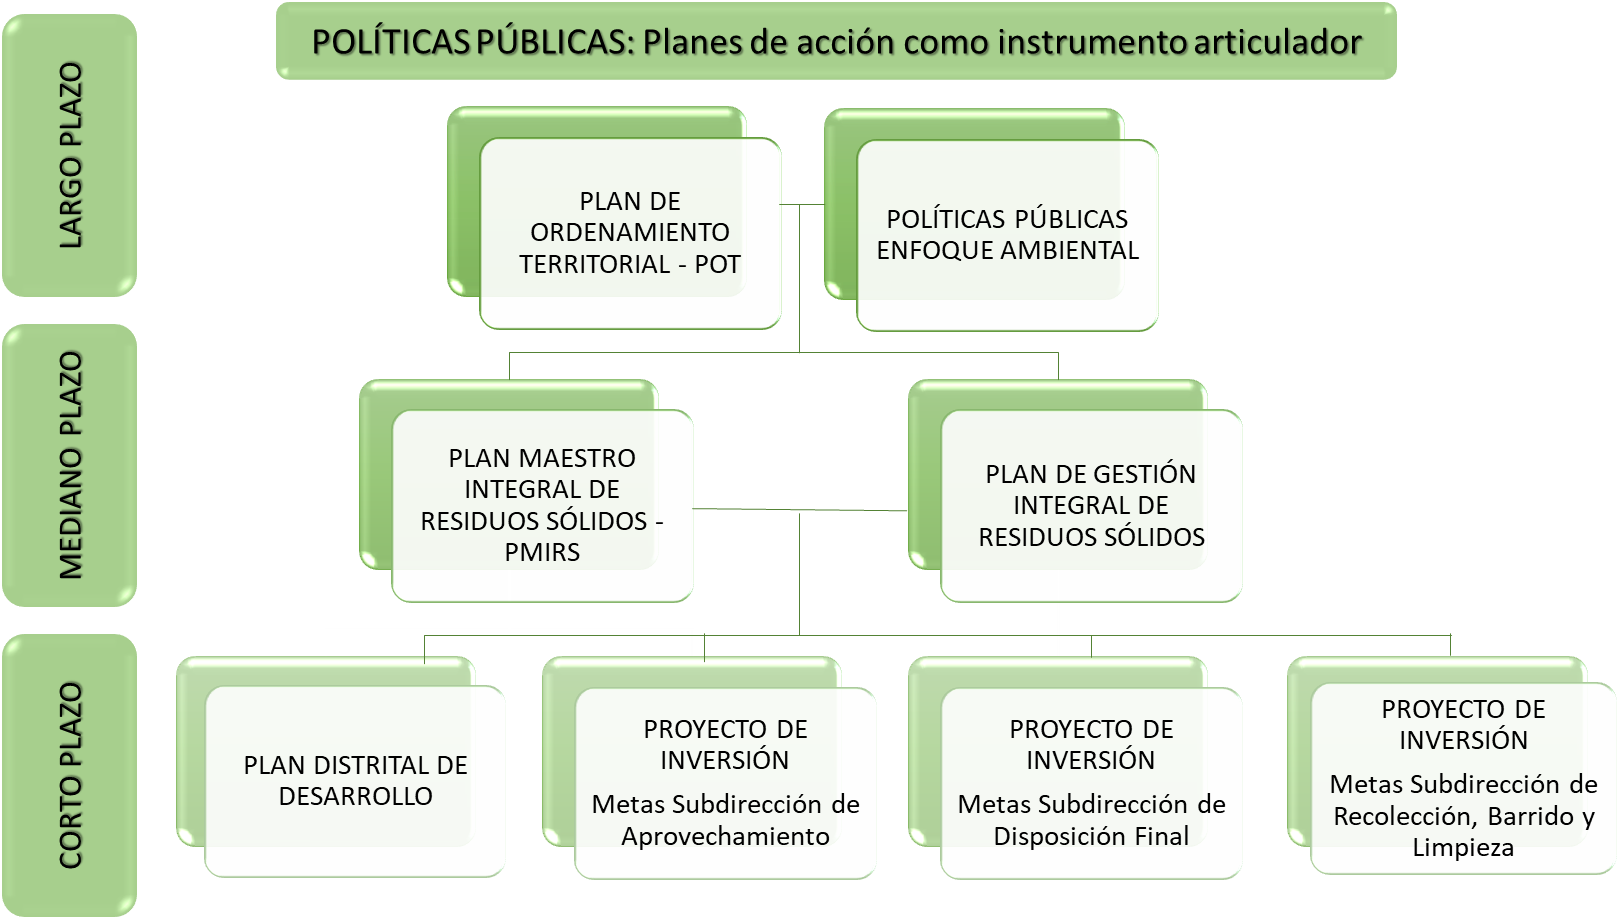 POLÍTICAS PÚBLICAS: Planes de acción como instrumento articulador
LARGO PLAZO
PLAN DE
ORDENAMIENTO
TERRITORIAL - POT
POLÍTICAS PÚBLICAS
ENFOQUE AMBIENTAL
MEDIANO PLAZO
PLAN MAESTRO
INTEGRAL DE
RESIDUOS SÓLIDOS -
PMIRS
PLAN DE GESTIÓN
INTEGRAL DE
RESIDUOS SÓLIDOS
CORTO PLAZO
PLAN DISTRITAL DE
DESARROLLO
PROYECTO DE
INVERSIÓN
Metas Subdirección de
Aprovechamiento
PROYECTO DE
INVERSIÓN
Metas Subdirección de
Disposición Final
PROYECTO DE
INVERSIÓN
Metas Subdirección de
Recolección, Barrido y
Limpieza